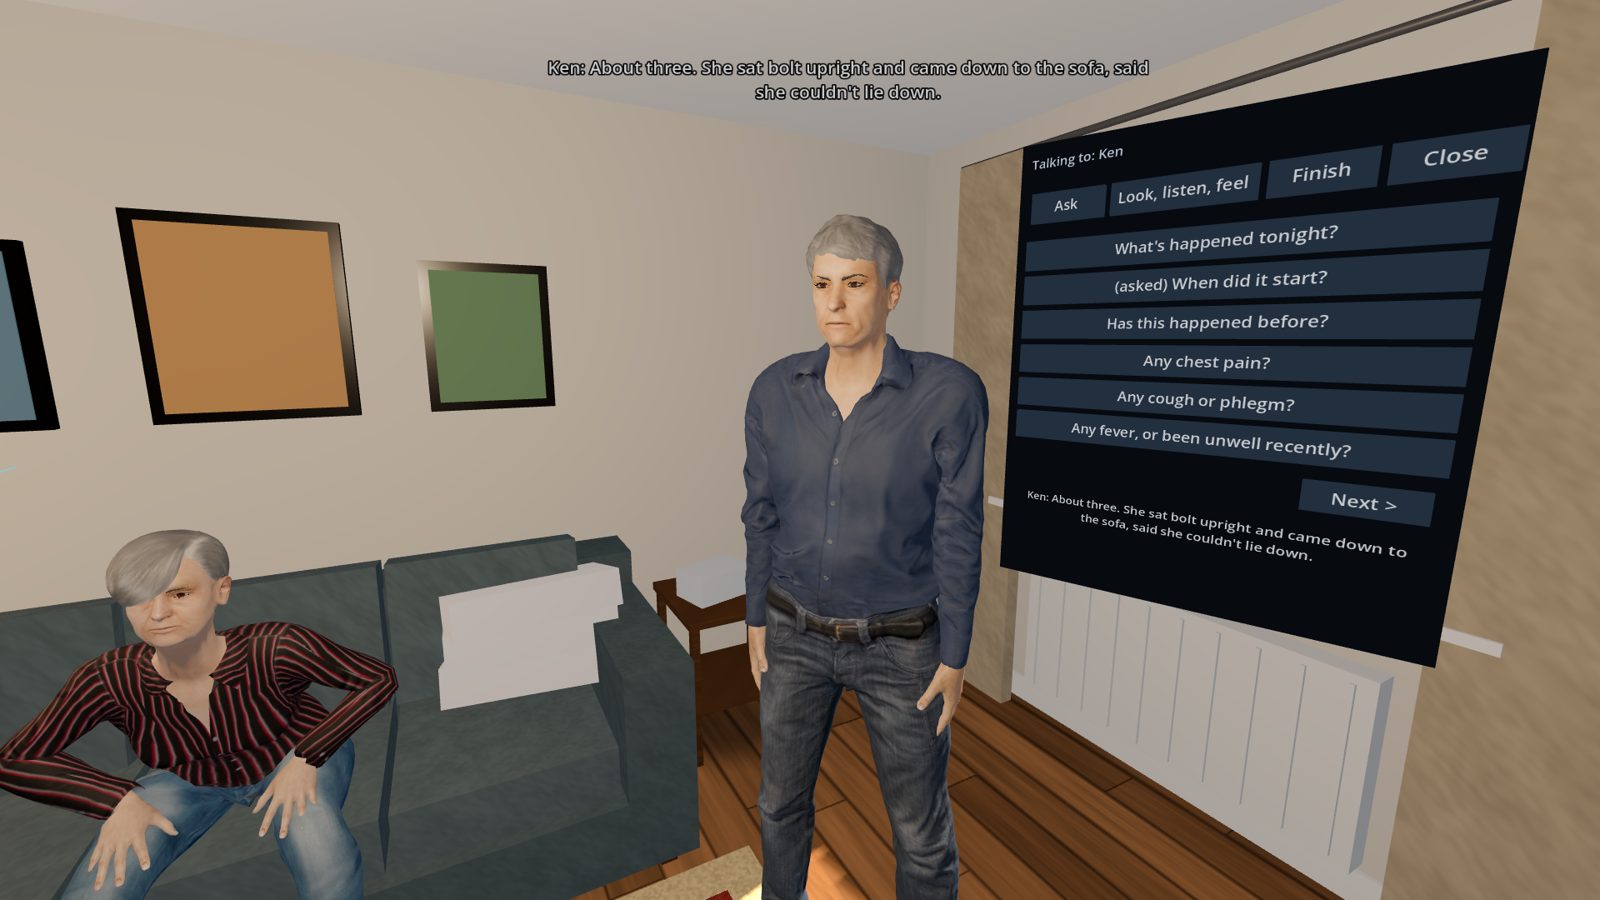 Ken: About three. She sat bolt upright and came down to the sofa, said
she couldn't lie down.
Talking to: Ken
Ask
Look, listen, feel
Finish
Close
What's happened tonight?
(asked) When did it start?
Has this happened before?
Any chest pain?
Any cough or phlegm?
Any fever, or been unwell recently?
Next >
Ken: About three. She sat bolt upright and came down to
the sofa, said she couldn't lie down.